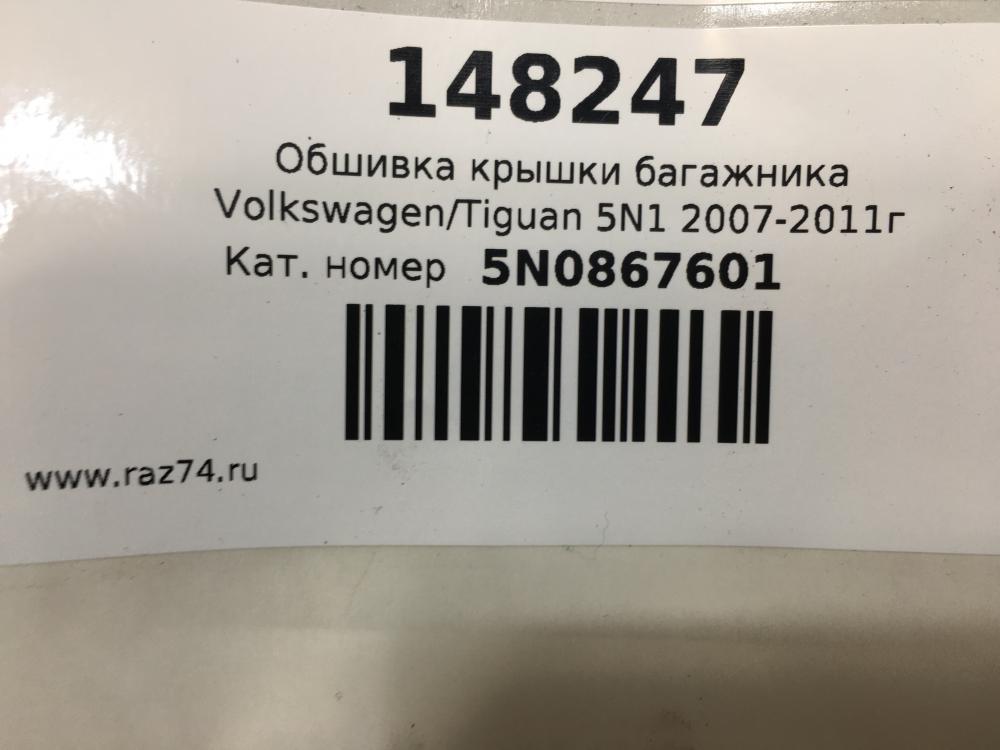 148247
Обшивка крышки багажника
Volkswagen/Tiguan 5N1 2007-2011г
Кат. номер 5N0867601
www.raz74.ru